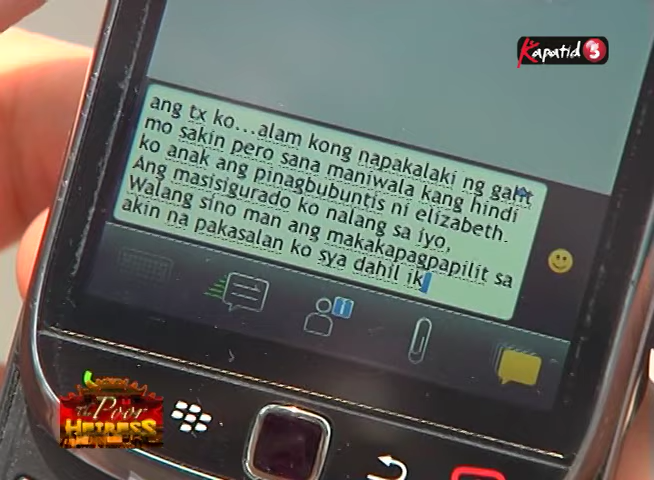 Kapatid 5
ang tx ko...alam kong napakalaki ng galit
mo sakin pero sana maniwala kang hindi
ko anak ang pinagbubuntis ni elizabeth.
Ang masisigurado ko nalang sa iyo,
Walang sino man ang makakapagpapilit sa
akin na pakasalan ko sya dahil ik
The Poor
HEIRESS